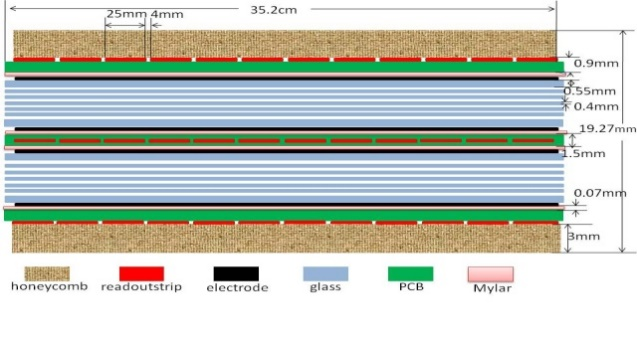 35.2cm
25mm 4mm
0.9mm
0.55mm
0.4mm
19.27mm
1.5mm
0.07mm
3mm
honeycomb readoutstrip electrode glass PCB Mylar